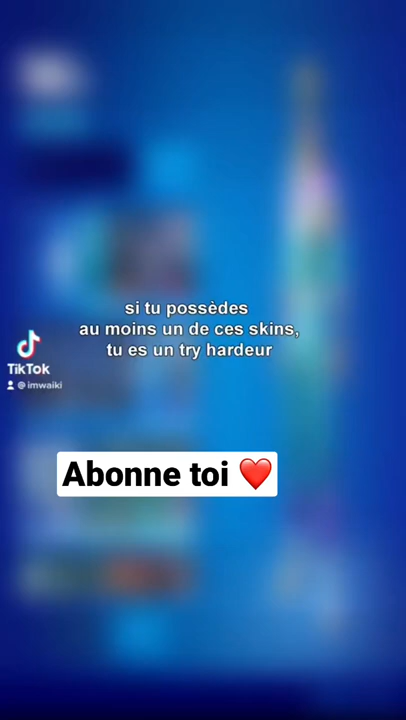 si tu possèdes
au moins un de ces skins,
tu es un try hardeur
TikTok
@imwaiki
Abonne toi ❤️